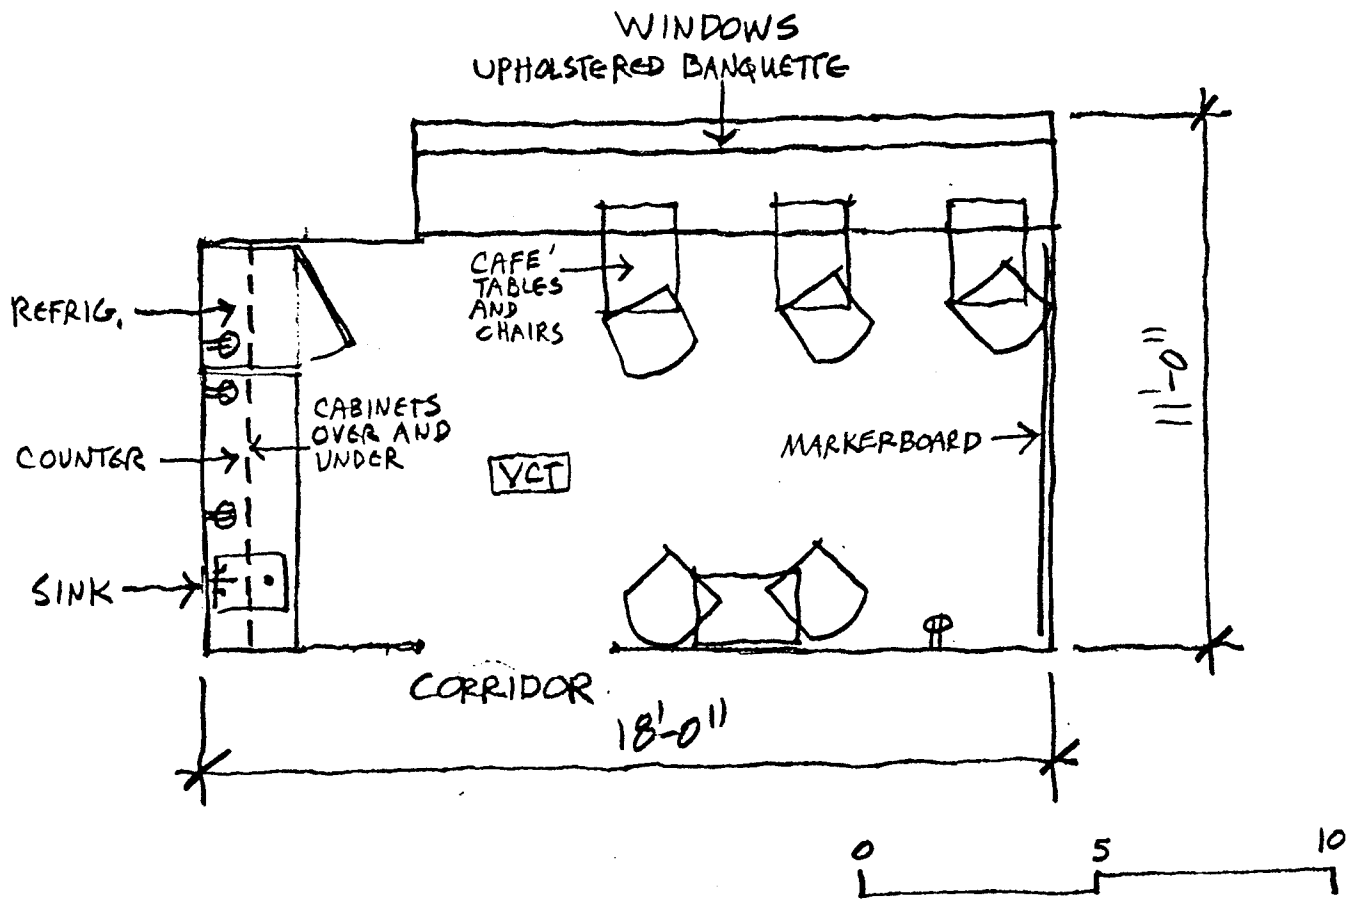 WINDOWS
UPHOLSTERED BANQUETTE
CAFE'
TABLES
AND
CHAIRS
REFRIG.
CABINETS
OVER AND
UNDER
COUNTER
MARKERBOARD
VCT
SINK
CORRIDOR
11'-0"
18'-0"
0 5 10